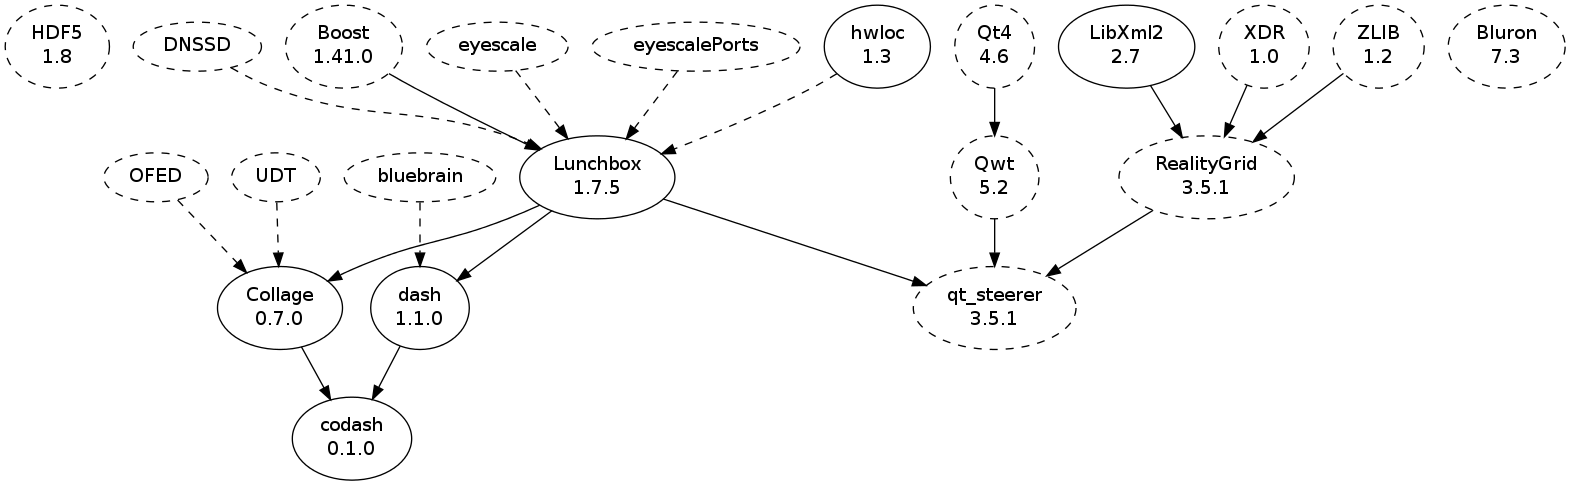 HDF5
1.8
DNSSD
Boost
1.41.0
eyescale
eyescalePorts
hwloc
1.3
Qt4
4.6
LibXml2
2.7
XDR
1.0
ZLIB
1.2
Bluron
7.3
OFED
UDT
bluebrain
Lunchbox
1.7.5
Qwt
5.2
RealityGrid
3.5.1
Collage
0.7.0
dash
1.1.0
qt_steerer
3.5.1
codash
0.1.0